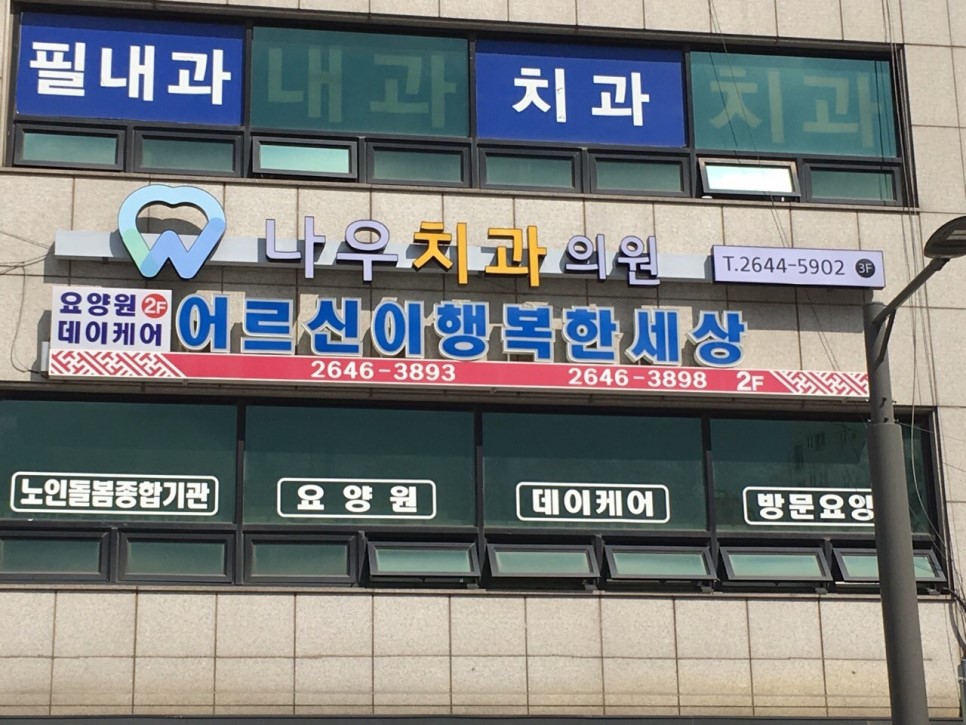 필내과 내과 치과 치과
나우치과의원 T.2644-5902 3F
요양원 2F
데이케어
어르신이행복한세상
2646-3893 2646-3898 2F
노인돌봄종합기관 요양원 데이케어 방문요양